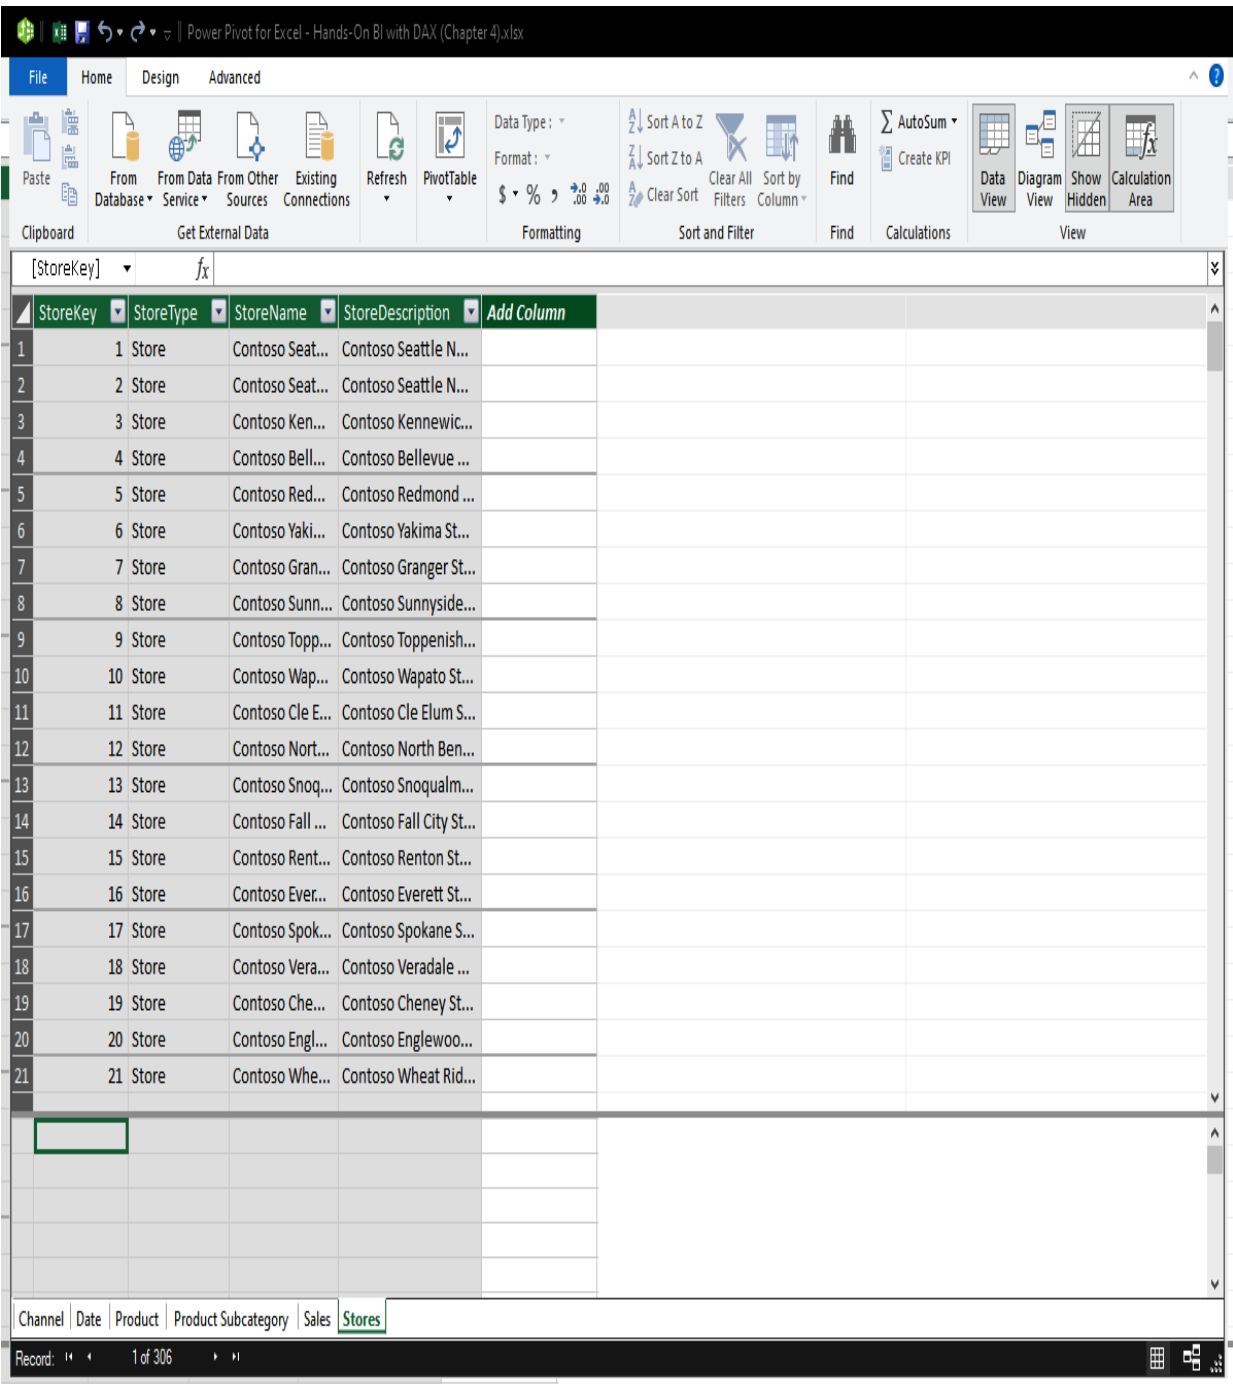 Power Pivot for Excel - Hands-On BI with DAX (Chapter 4).xlsx
File Home Design Advanced
Paste
From Database
From Data Service
From Other Sources
Existing Connections
Refresh
PivotTable
Data Type :
Format :
$ % ,
Sort A to Z
Sort Z to A
Clear Sort
Clear All Filters
Sort by Column
Find
AutoSum
Create KPI
Data View
Diagram View
Show Hidden
Calculation Area
Clipboard Get External Data Formatting Sort and Filter Find Calculations View
[StoreKey] fx
StoreKey StoreType StoreName StoreDescription Add Column
1 1 Store Contoso Seat... Contoso Seattle N...
2 2 Store Contoso Seat... Contoso Seattle N...
3 3 Store Contoso Ken... Contoso Kennewic...
4 4 Store Contoso Bell... Contoso Bellevue ...
5 5 Store Contoso Red... Contoso Redmond ...
6 6 Store Contoso Yaki... Contoso Yakima St...
7 7 Store Contoso Gran... Contoso Granger St...
8 8 Store Contoso Sunn... Contoso Sunnyside...
9 9 Store Contoso Topp... Contoso Toppenish...
10 10 Store Contoso Wap... Contoso Wapato St...
11 11 Store Contoso Cle E... Contoso Cle Elum S...
12 12 Store Contoso Nort... Contoso North Ben...
13 13 Store Contoso Snoq... Contoso Snoqualm...
14 14 Store Contoso Fall ... Contoso Fall City St...
15 15 Store Contoso Rent... Contoso Renton St...
16 16 Store Contoso Ever... Contoso Everett St...
17 17 Store Contoso Spok... Contoso Spokane S...
18 18 Store Contoso Vera... Contoso Veradale ...
19 19 Store Contoso Che... Contoso Cheney St...
20 20 Store Contoso Engl... Contoso Englewoo...
21 21 Store Contoso Whe... Contoso Wheat Rid...
Channel Date Product Product Subcategory Sales Stores
Record: 1 of 306